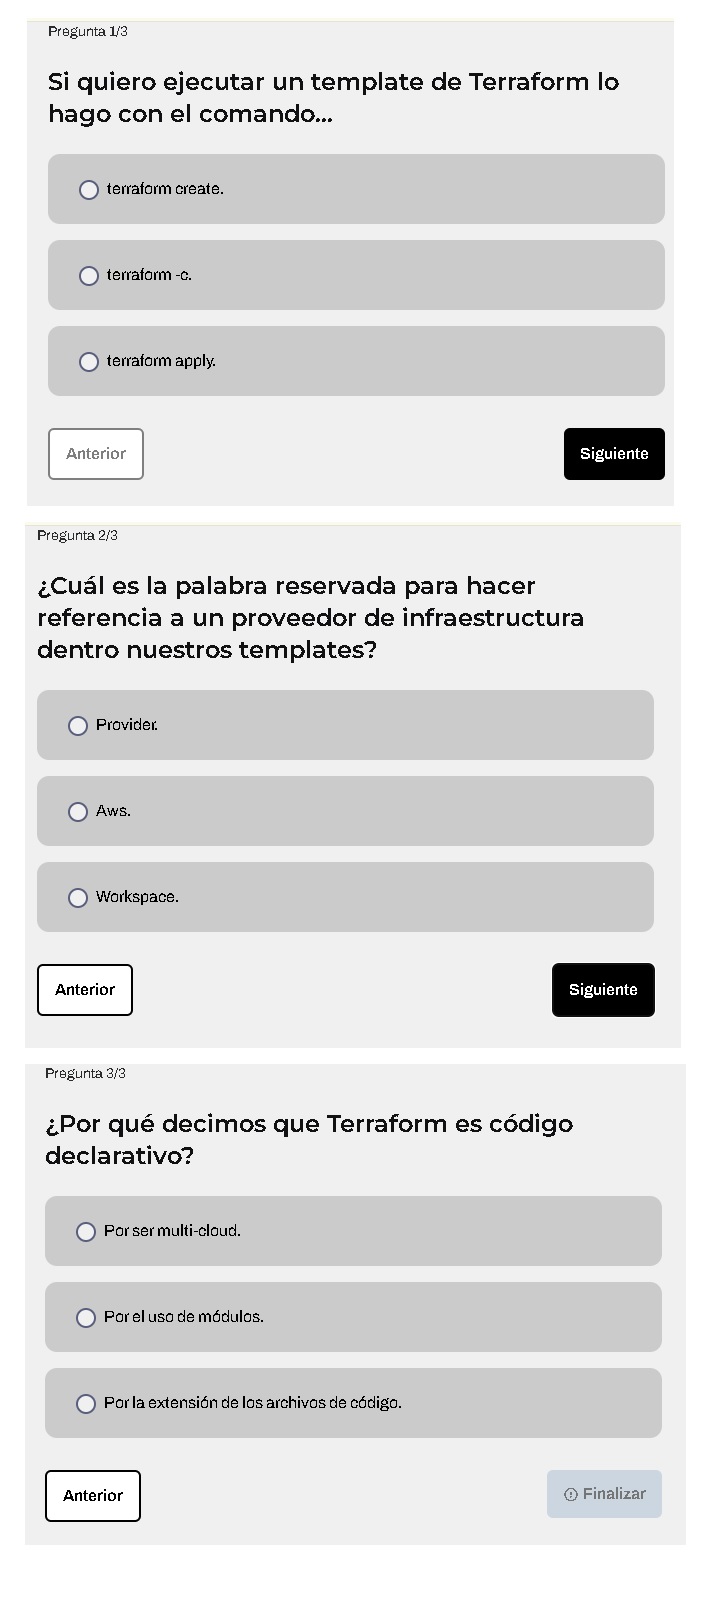 Pregunta 1/3
Si quiero ejecutar un template de Terraform lo
hago con el comando...
terraform create.
terraform -c.
terraform apply.
Anterior
Siguiente
Pregunta 2/3
¿Cuál es la palabra reservada para hacer
referencia a un proveedor de infraestructura
dentro nuestros templates?
Provider.
Aws.
Workspace.
Anterior
Siguiente
Pregunta 3/3
¿Por qué decimos que Terraform es código
declarativo?
Por ser multi-cloud.
Por el uso de módulos.
Por la extensión de los archivos de código.
Anterior
Finalizar